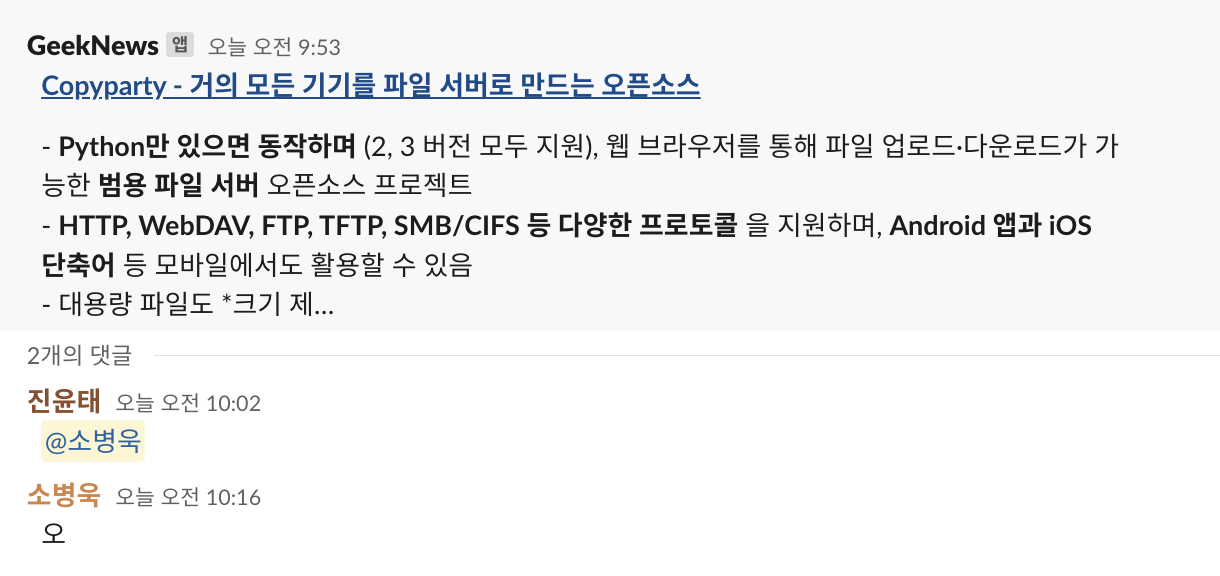 GeekNews 앱 오늘 오전 9:53
Copyparty - 거의 모든 기기를 파일 서버로 만드는 오픈소스
- Python만 있으면 동작하며 (2, 3 버전 모두 지원), 웹 브라우저를 통해 파일 업로드·다운로드가 가
능한 범용 파일 서버 오픈소스 프로젝트
- HTTP, WebDAV, FTP, TFTP, SMB/CIFS 등 다양한 프로토콜 을 지원하며, Android 앱과 iOS
단축어 등 모바일에서도 활용할 수 있음
- 대용량 파일도 *크기 제...
2개의 댓글
진윤태 오늘 오전 10:02
@소병욱
소병욱 오늘 오전 10:16
오